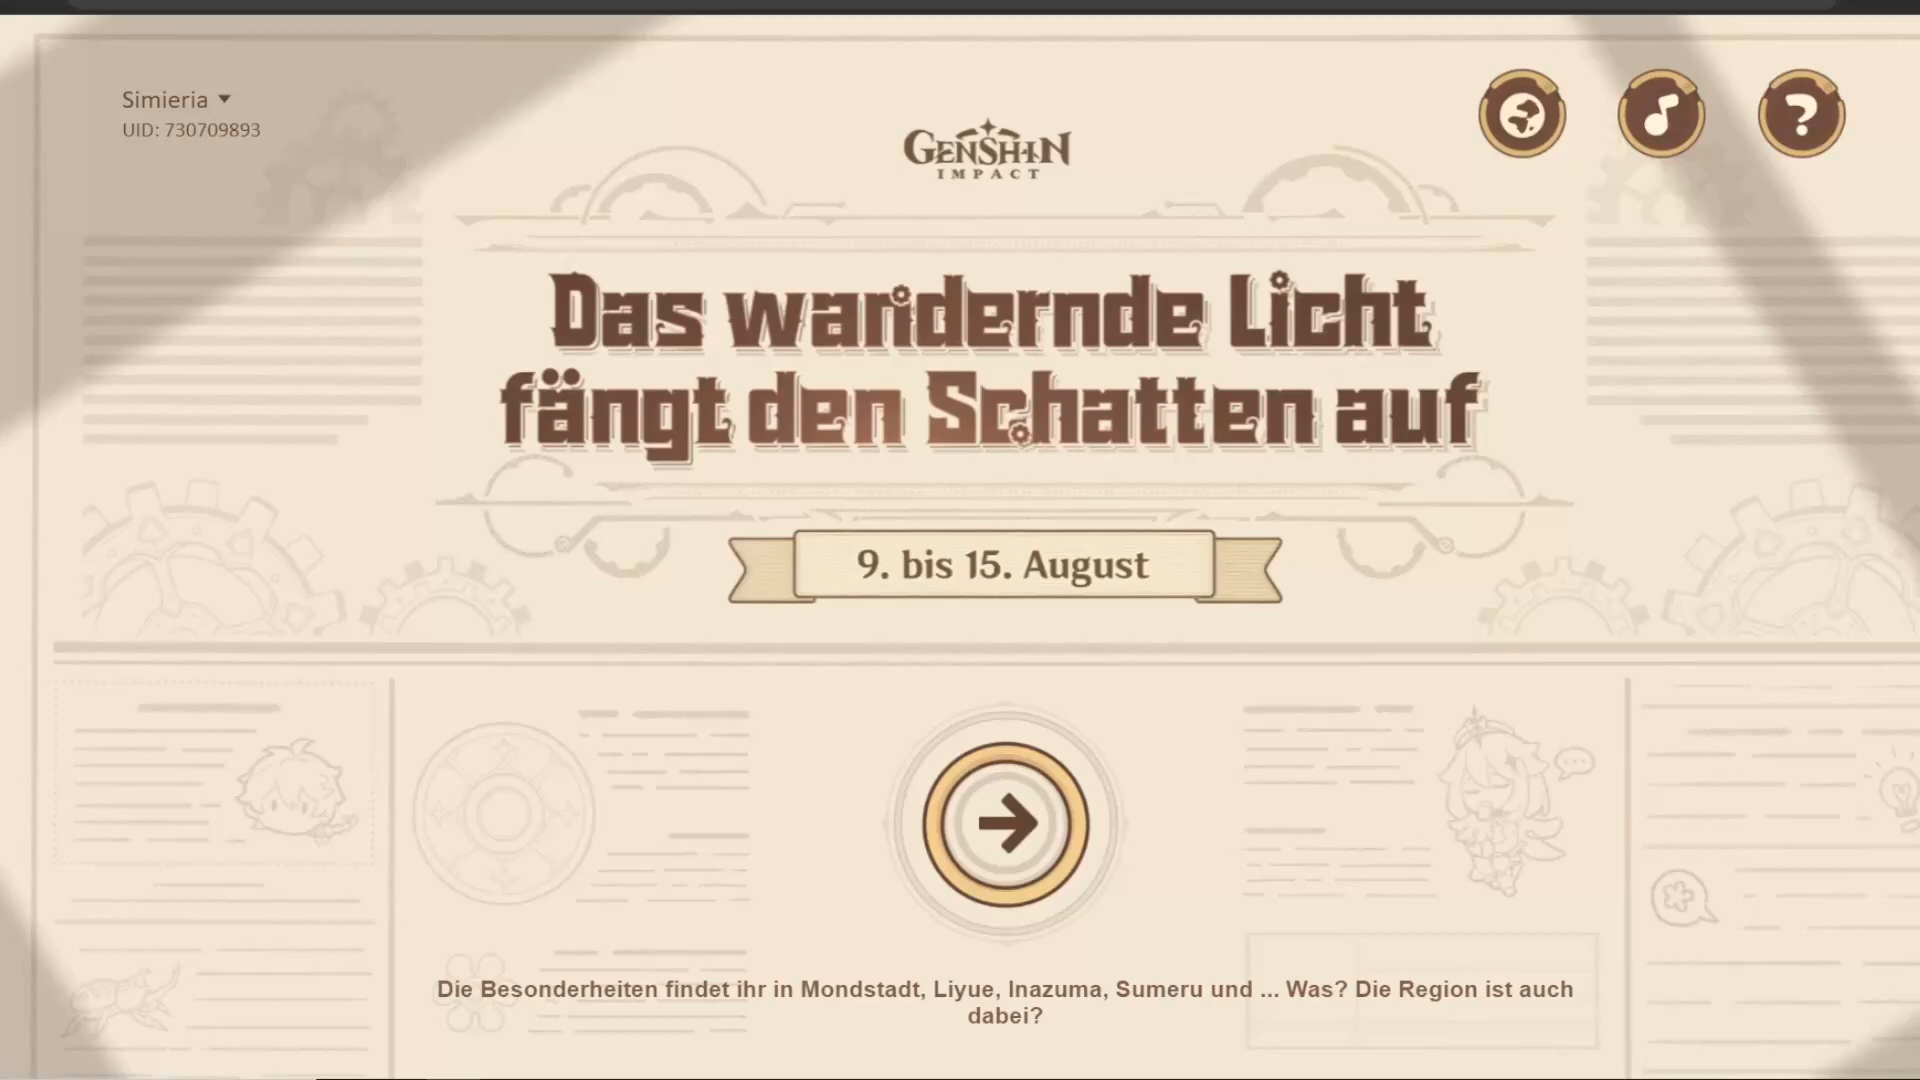 Simieria
UID: 730709893
GENSHIN
IMPACT
Das wandernde Licht
fängt den Schatten auf
9. bis 15. August
Die Besonderheiten findet ihr in Mondstadt, Liyue, Inazuma, Sumeru und ... Was? Die Region ist auch
dabei?